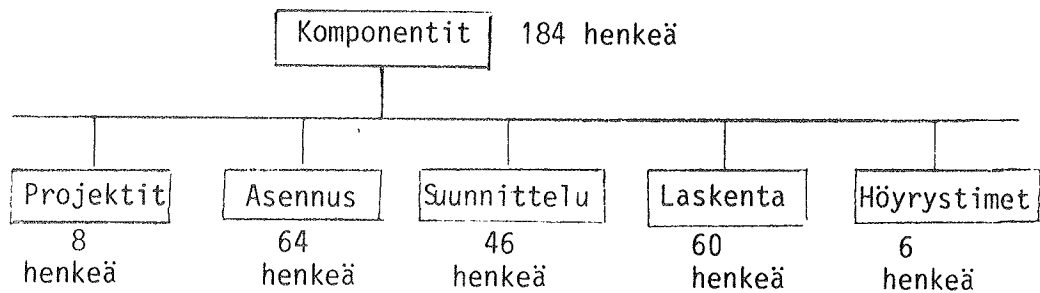 Komponentit 184 henkeä
Projektit Asennus Suunnittelu Laskenta Höyrystimet
8 64 46 60 6
henkeä henkeä henkeä henkeä henkeä